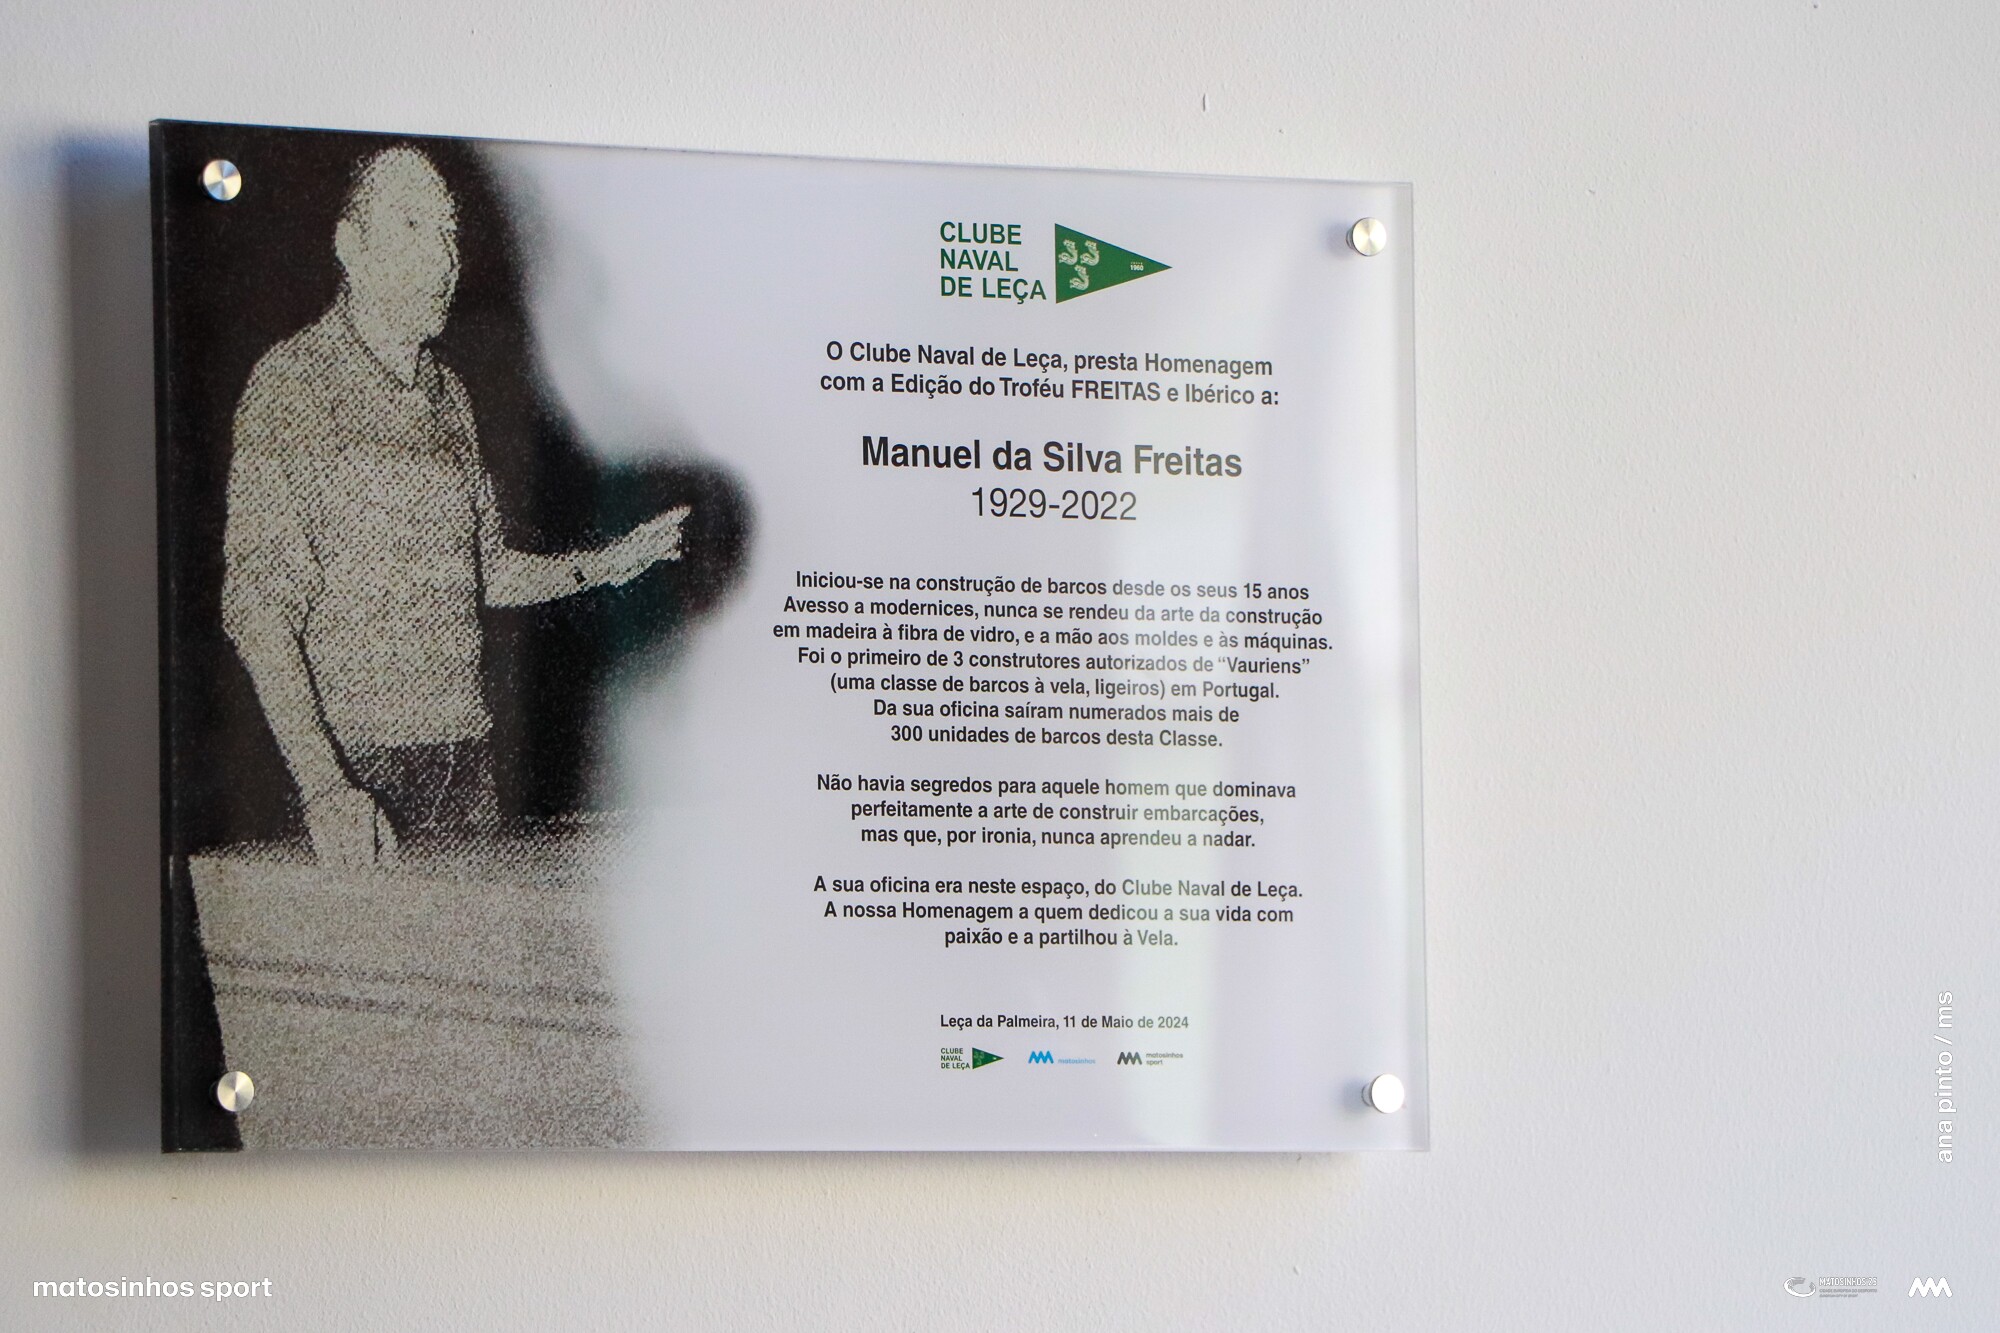 CLUBE
NAVAL
DE LEÇA
1960
O Clube Naval de Leça, presta Homenagem
com a Edição do Troféu FREITAS e Ibérico a:
Manuel da Silva Freitas
1929-2022
Iniciou-se na construção de barcos desde os seus 15 anos
Avesso a modernices, nunca se rendeu da arte da construção
em madeira à fibra de vidro, e a mão aos moldes e às máquinas.
Foi o primeiro de 3 construtores autorizados de “Vauriens”
(uma classe de barcos à vela, ligeiros) em Portugal.
Da sua oficina saíram numerados mais de
300 unidades de barcos desta Classe.
Não havia segredos para aquele homem que dominava
perfeitamente a arte de construir embarcações,
mas que, por ironia, nunca aprendeu a nadar.
A sua oficina era neste espaço, do Clube Naval de Leça.
A nossa Homenagem a quem dedicou a sua vida com
paixão e a partilhou à Vela.
Leça da Palmeira, 11 de Maio de 2024
CLUBE
NAVAL
DE LEÇA
matosinhos
matosinhos
sport
ana pinto / ms
matosinhos sport
MATOSINHOS'25